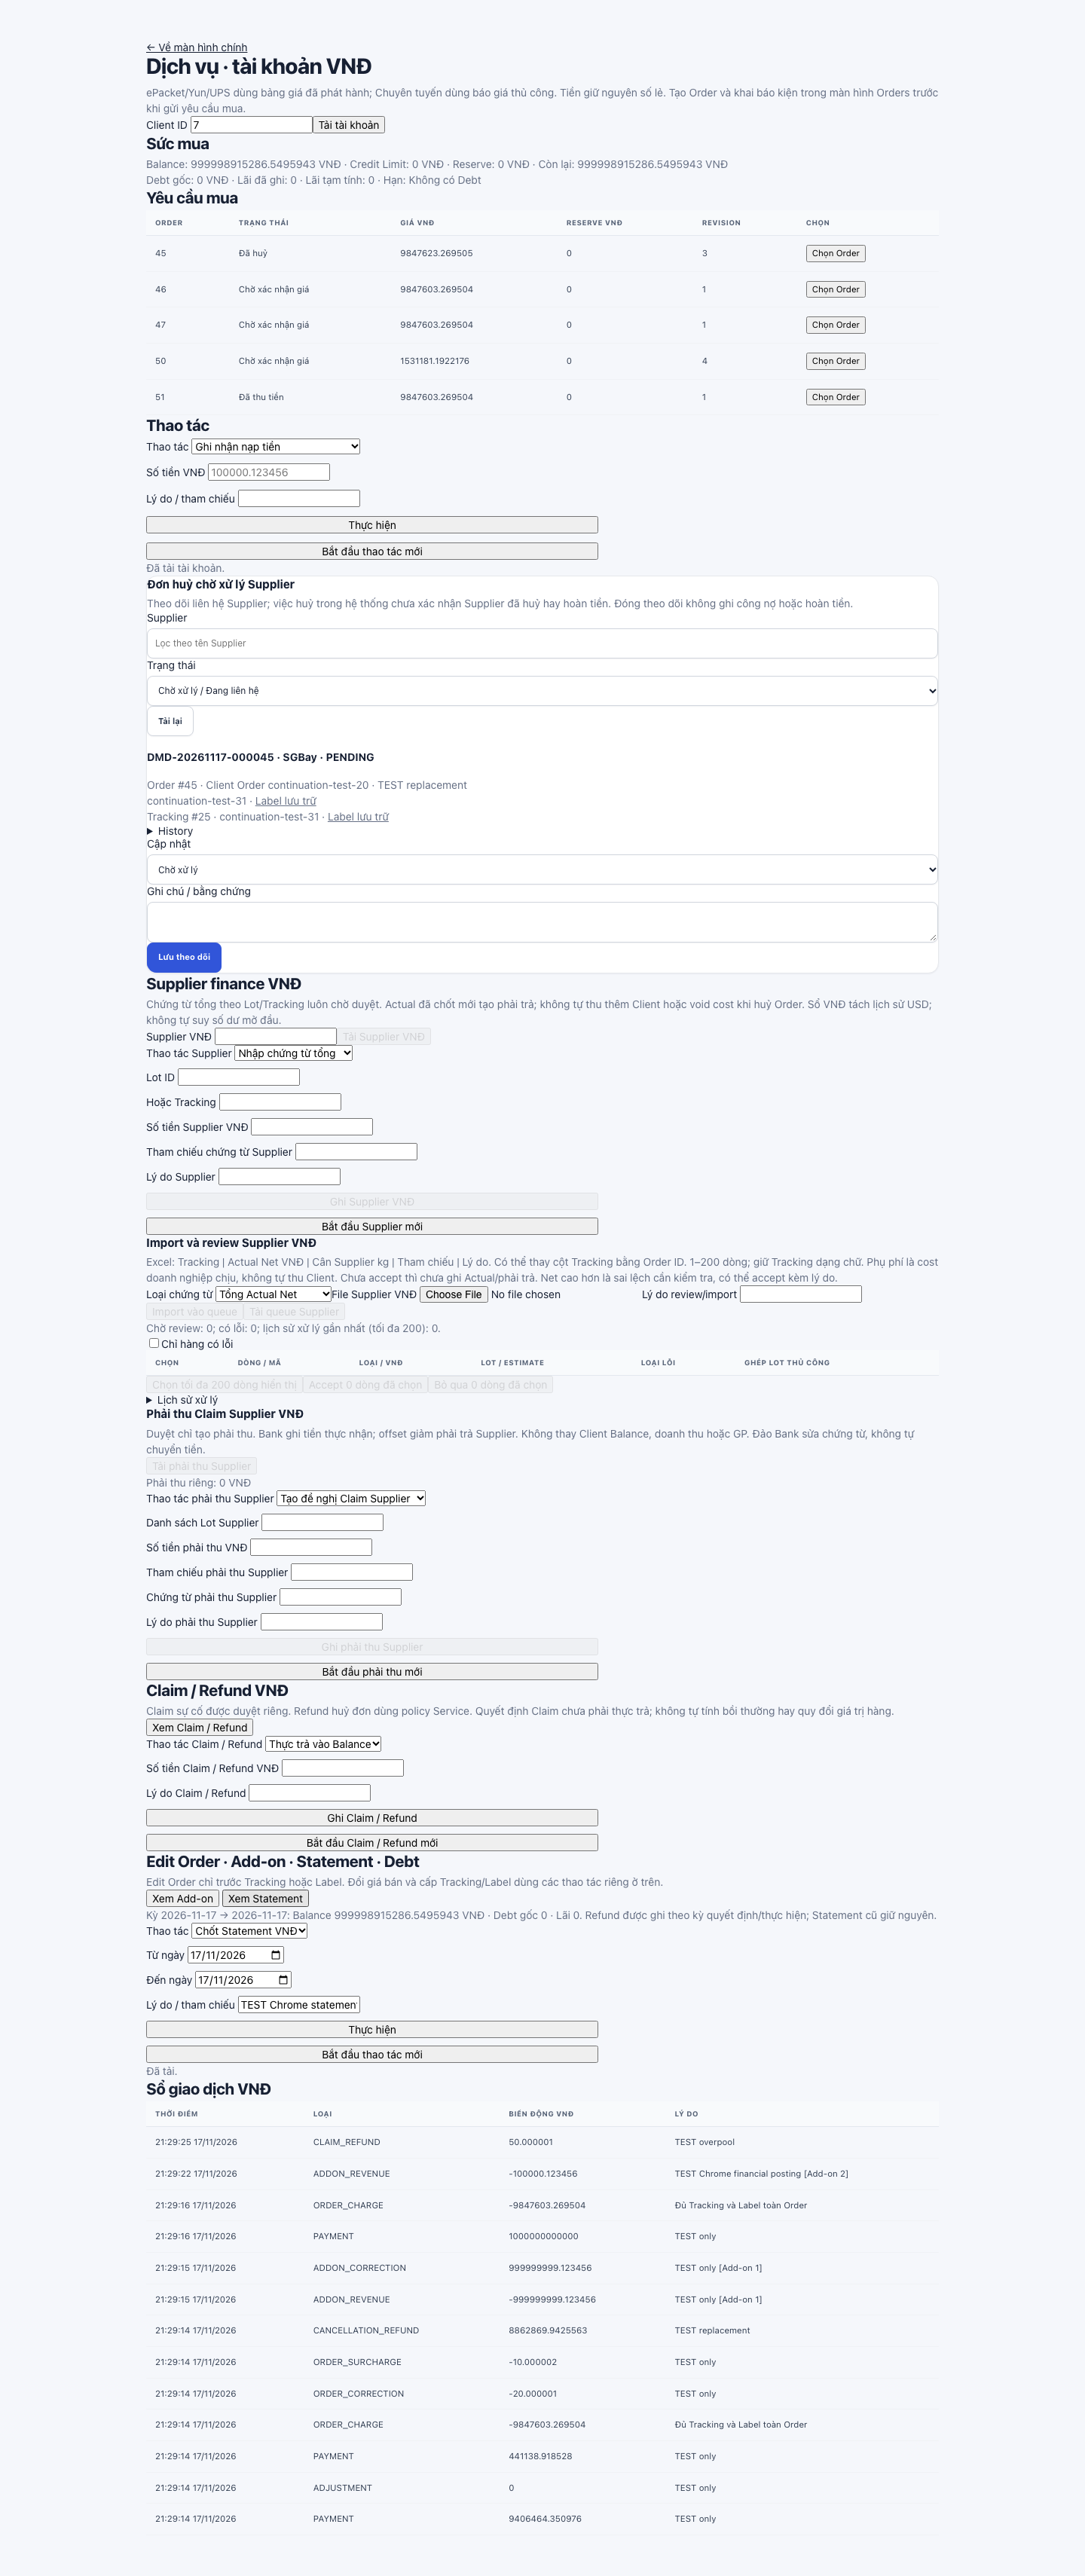 ← Về màn hình chính
Dịch vụ · tài khoản VNĐ
ePacket/Yun/UPS dùng bảng giá đã phát hành; Chuyên tuyến dùng báo giá thủ công. Tiền giữ nguyên số lẻ. Tạo Order và khai báo kiện trong màn hình Orders trước
khi gửi yêu cầu mua.
Client ID 7 Tải tài khoản
Sức mua
Balance: 999998915286.5495943 VNĐ · Credit Limit: 0 VNĐ · Reserve: 0 VNĐ · Còn lại: 999998915286.5495943 VNĐ
Debt gốc: 0 VNĐ · Lãi đã ghi: 0 · Lãi tạm tính: 0 · Hạn: Không có Debt
Yêu cầu mua
ORDER TRẠNG THÁI GIÁ VNĐ RESERVE VNĐ REVISION CHỌN
45 Đã huỷ 9847623.269505 0 3 Chọn Order
46 Chờ xác nhận giá 9847603.269504 0 1 Chọn Order
47 Chờ xác nhận giá 9847603.269504 0 1 Chọn Order
50 Chờ xác nhận giá 1531181.1922176 0 4 Chọn Order
51 Đã thu tiền 9847603.269504 0 1 Chọn Order
Thao tác
Thao tác Ghi nhận nạp tiền
Số tiền VNĐ 100000.123456
Lý do / tham chiếu
Thực hiện
Bắt đầu thao tác mới
Đã tải tài khoản.
Đơn huỷ chờ xử lý Supplier
Theo dõi liên hệ Supplier; việc huỷ trong hệ thống chưa xác nhận Supplier đã huỷ hay hoàn tiền. Đóng theo dõi không ghi công nợ hoặc hoàn tiền.
Supplier
Lọc theo tên Supplier
Trạng thái
Chờ xử lý / Đang liên hệ
Tải lại
DMD-20261117-000045 · SGBay · PENDING
Order #45 · Client Order continuation-test-20 · TEST replacement
continuation-test-31 · Label lưu trữ
Tracking #25 · continuation-test-31 · Label lưu trữ
▶ History
Cập nhật
Chờ xử lý
Ghi chú / bằng chứng
Lưu theo dõi
Supplier finance VNĐ
Chứng từ tổng theo Lot/Tracking luôn chờ duyệt. Actual đã chốt mới tạo phải trả; không tự thu thêm Client hoặc void cost khi huỷ Order. Sổ VNĐ tách lịch sử USD;
không tự suy số dư mở đầu.
Supplier VNĐ Tải Supplier VNĐ
Thao tác Supplier Nhập chứng từ tổng
Lot ID
Hoặc Tracking
Số tiền Supplier VNĐ
Tham chiếu chứng từ Supplier
Lý do Supplier
Ghi Supplier VNĐ
Bắt đầu Supplier mới
Import và review Supplier VNĐ
Excel: Tracking | Actual Net VNĐ | Cân Supplier kg | Tham chiếu | Lý do. Có thể thay cột Tracking bằng Order ID. 1–200 dòng; giữ Tracking dạng chữ. Phụ phí là cost
doanh nghiệp chịu, không tự thu Client. Chưa accept thì chưa ghi Actual/phải trả. Net cao hơn là sai lệch cần kiểm tra, có thể accept kèm lý do.
Loại chứng từ Tổng Actual Net File Supplier VNĐ Choose File No file chosen Lý do review/import
Import vào queue Tải queue Supplier
Chờ review: 0; có lỗi: 0; lịch sử xử lý gần nhất (tối đa 200): 0.
Chỉ hàng có lỗi
CHỌN DÒNG / MÃ LOẠI / VNĐ LOT / ESTIMATE LOẠI LỖI GHÉP LOT THỦ CÔNG
Chọn tối đa 200 dòng hiển thị Accept 0 dòng đã chọn Bỏ qua 0 dòng đã chọn
▶ Lịch sử xử lý
Phải thu Claim Supplier VNĐ
Duyệt chỉ tạo phải thu. Bank ghi tiền thực nhận; offset giảm phải trả Supplier. Không thay Client Balance, doanh thu hoặc GP. Đảo Bank sửa chứng từ, không tự
chuyển tiền.
Tải phải thu Supplier
Phải thu riêng: 0 VNĐ
Thao tác phải thu Supplier Tạo đề nghị Claim Supplier
Danh sách Lot Supplier
Số tiền phải thu VNĐ
Tham chiếu phải thu Supplier
Chứng từ phải thu Supplier
Lý do phải thu Supplier
Ghi phải thu Supplier
Bắt đầu phải thu mới
Claim / Refund VNĐ
Claim sự cố được duyệt riêng. Refund huỷ đơn dùng policy Service. Quyết định Claim chưa phải thực trả; không tự tính bồi thường hay quy đổi giá trị hàng.
Xem Claim / Refund
Thao tác Claim / Refund Thực trả vào Balance
Số tiền Claim / Refund VNĐ
Lý do Claim / Refund
Ghi Claim / Refund
Bắt đầu Claim / Refund mới
Edit Order · Add-on · Statement · Debt
Edit Order chỉ trước Tracking hoặc Label. Đổi giá bán và cấp Tracking/Label dùng các thao tác riêng ở trên.
Xem Add-on Xem Statement
Kỳ 2026-11-17 → 2026-11-17: Balance 999998915286.5495943 VNĐ · Debt gốc 0 · Lãi 0. Refund được ghi theo kỳ quyết định/thực hiện; Statement cũ giữ nguyên.
Thao tác Chốt Statement VNĐ
Từ ngày 17/11/2026
Đến ngày 17/11/2026
Lý do / tham chiếu TEST Chrome statemen
Thực hiện
Bắt đầu thao tác mới
Đã tải.
Sổ giao dịch VNĐ
THỜI ĐIỂM LOẠI BIẾN ĐỘNG VNĐ LÝ DO
21:29:25 17/11/2026 CLAIM_REFUND 50.000001 TEST overpool
21:29:22 17/11/2026 ADDON_REVENUE -100000.123456 TEST Chrome financial posting [Add-on 2]
21:29:16 17/11/2026 ORDER_CHARGE -9847603.269504 Đủ Tracking và Label toàn Order
21:29:16 17/11/2026 PAYMENT 1000000000000 TEST only
21:29:15 17/11/2026 ADDON_CORRECTION 999999999.123456 TEST only [Add-on 1]
21:29:15 17/11/2026 ADDON_REVENUE -999999999.123456 TEST only [Add-on 1]
21:29:14 17/11/2026 CANCELLATION_REFUND 8862869.9425563 TEST replacement
21:29:14 17/11/2026 ORDER_SURCHARGE -10.000002 TEST only
21:29:14 17/11/2026 ORDER_CORRECTION -20.000001 TEST only
21:29:14 17/11/2026 ORDER_CHARGE -9847603.269504 Đủ Tracking và Label toàn Order
21:29:14 17/11/2026 PAYMENT 441138.918528 TEST only
21:29:14 17/11/2026 ADJUSTMENT 0 TEST only
21:29:14 17/11/2026 PAYMENT 9406464.350976 TEST only